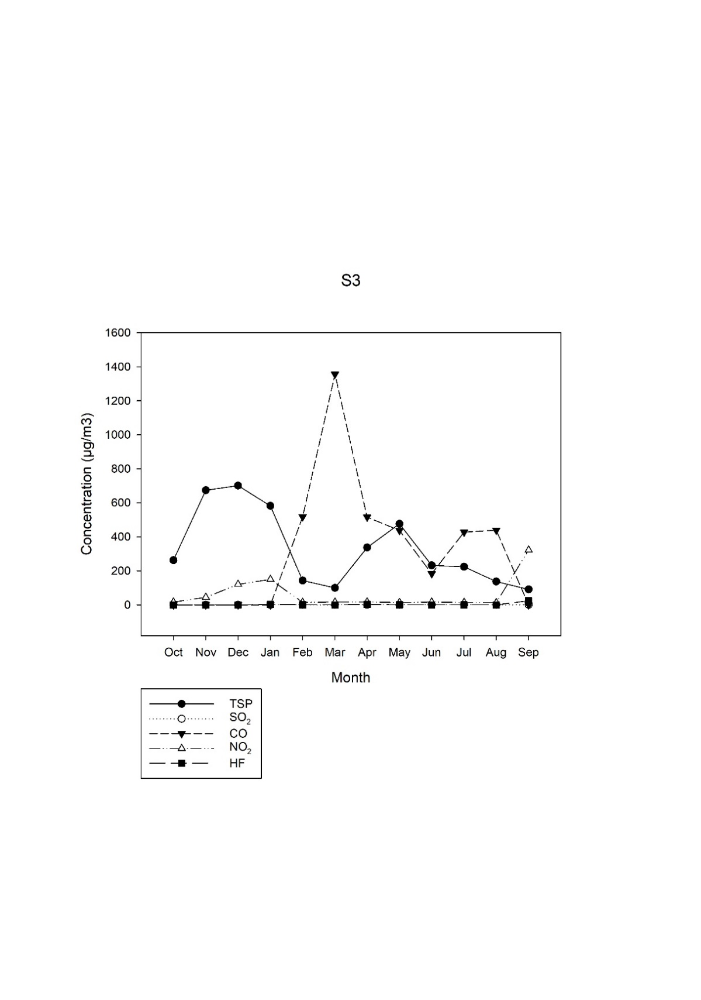 S3
1600
1400
1200
1000
800
600
400
200
0
Concentration (µg/m3)
Oct Nov Dec Jan Feb Mar Apr May Jun Jul Aug Sep
Month
TSP
SO₂
CO
NO₂
HF